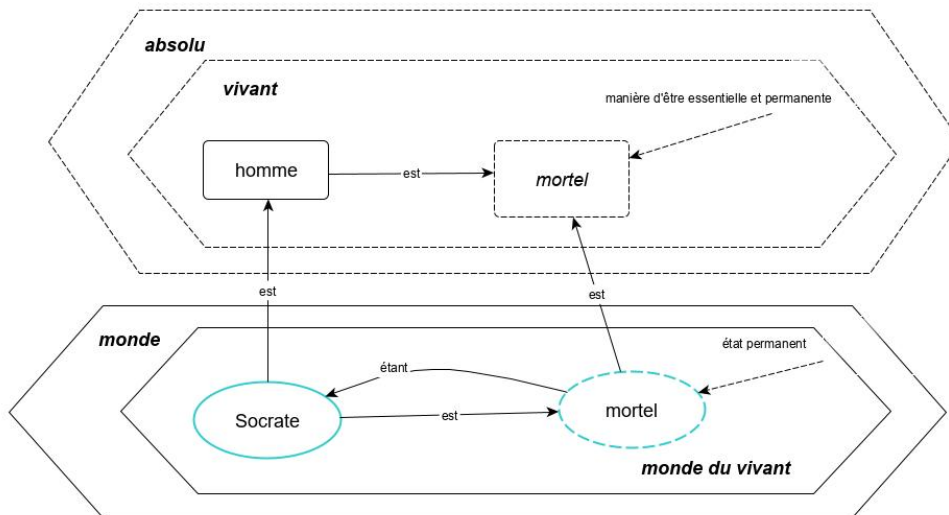 absolu
vivant
manière d'être essentielle et permanente
homme
est
mortel
est
est
monde
état permanent
étant
Socrate
est
mortel
monde du vivant